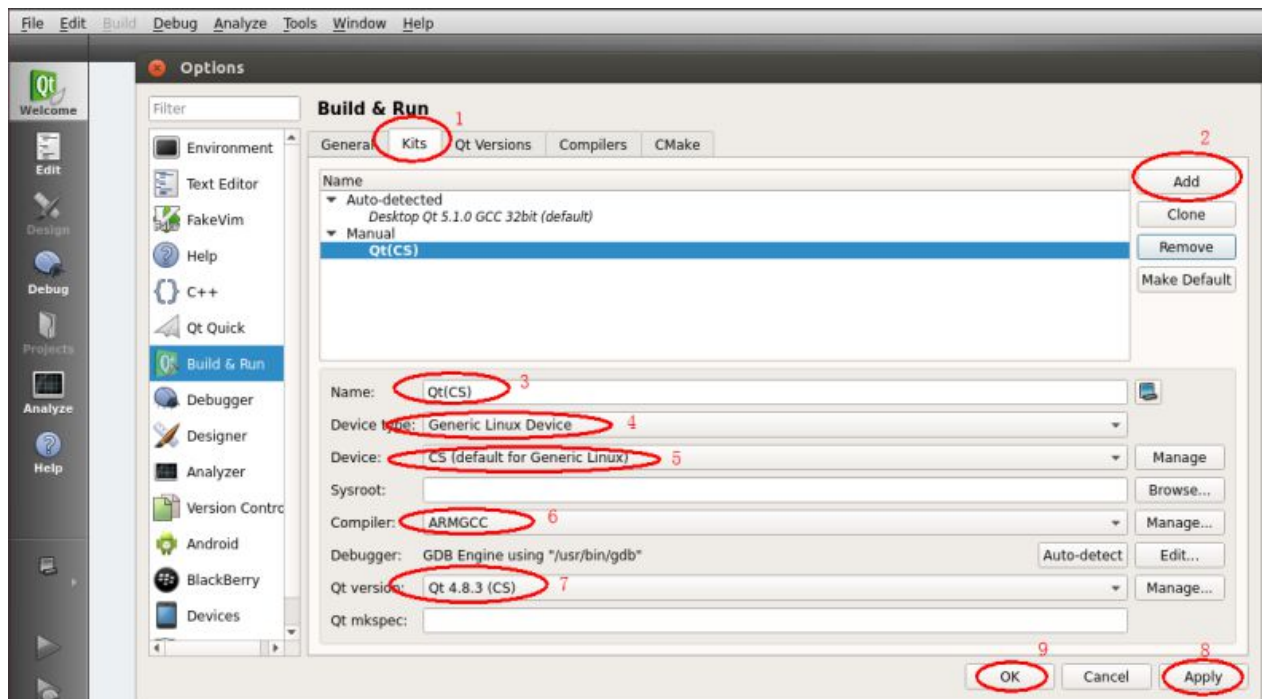 File Edit Build Debug Analyze Tools Window Help
Options
Qt
Welcome
Edit
Design
Debug
Projects
Analyze
Help
Filter
Environment
Text Editor
FakeVim
Help
C++
Qt Quick
Build & Run
Debugger
Designer
Analyzer
Version Contro
Android
BlackBerry
Devices
Build & Run
1
General Kits Qt Versions Compilers CMake
2
Name
Auto-detected
Desktop Qt 5.1.0 GCC 32bit (default)
Manual
Qt(CS)
Add
Clone
Remove
Make Default
Name: Qt(CS) 3
Device type: Generic Linux Device 4
Device: CS (default for Generic Linux) 5 Manage
Sysroot: Browse...
Compiler: ARMGCC 6 Manage...
Debugger: GDB Engine using "/usr/bin/gdb" Auto-detect Edit...
Qt version: Qt 4.8.3 (CS) 7 Manage...
Qt mkspec:
9 8
OK Cancel Apply